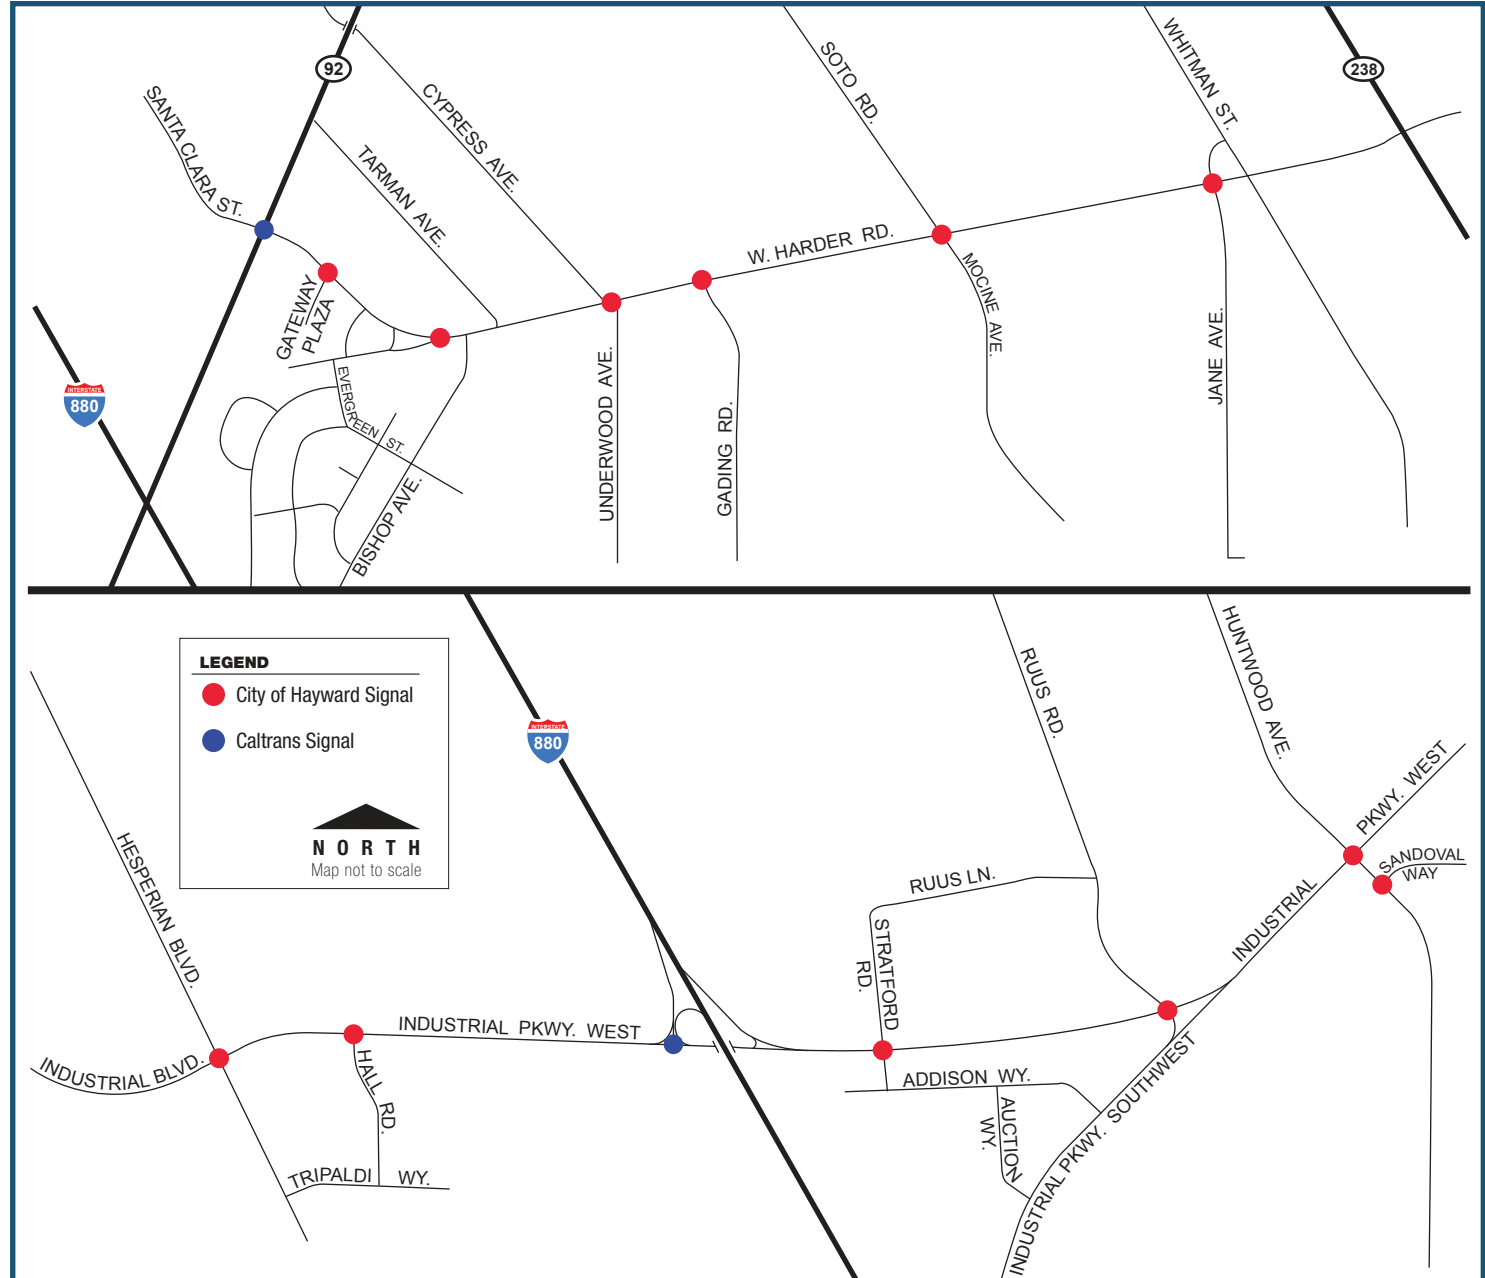 92
238
SANTA CLARA ST.
CYPRESS AVE.
TARMAN AVE.
SOTO RD.
WHITMAN ST.
W. HARDER RD.
MOCINE AVE.
GATEWAY
PLAZA
INTERSTATE
880
EVERGREEN ST.
BISHOP AVE.
UNDERWOOD AVE.
GADING RD.
JANE AVE.
LEGEND
City of Hayward Signal
Caltrans Signal
NORTH
Map not to scale
INTERSTATE
880
RUUS RD.
HUNTWOOD AVE.
HESPERIAN BLVD.
INDUSTRIAL BLVD.
HALL RD.
TRIPALDI WY.
INDUSTRIAL PKWY. WEST
RUUS LN.
STRATFORD
RD.
ADDISON WY.
AUCTION
WY.
INDUSTRIAL PKWY. SOUTHWEST
INDUSTRIAL PKWY. WEST
SANDOVAL
WAY